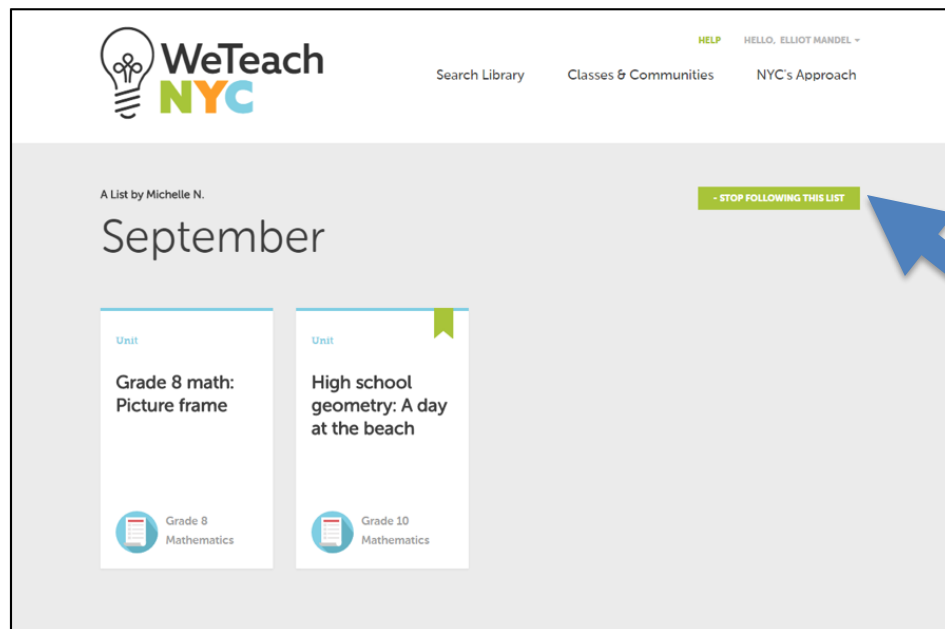 WeTeach
NYC
HELP
HELLO, ELLIOT MANDEL
Search Library
Classes & Communities
NYC's Approach
A List by Michelle N.
- STOP FOLLOWING THIS LIST
September
Unit
Grade 8 math:
Picture frame
Grade 8
Mathematics
Unit
High school
geometry: A day
at the beach
Grade 10
Mathematics